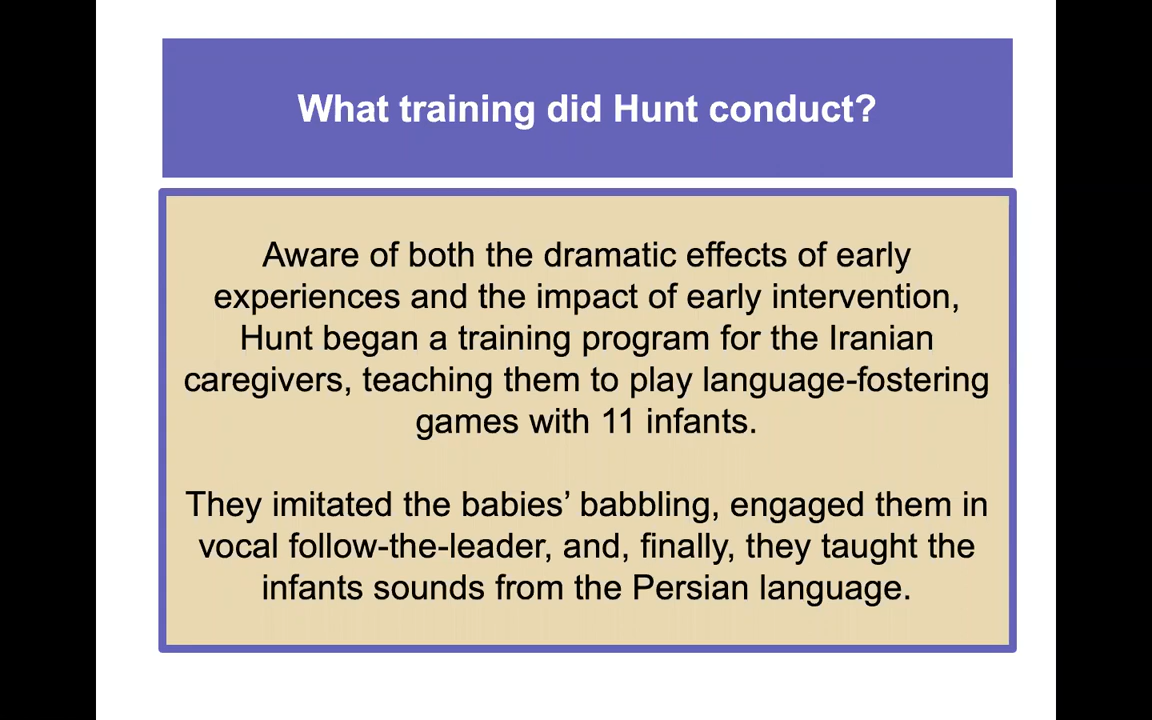 What training did Hunt conduct?
Aware of both the dramatic effects of early
experiences and the impact of early intervention,
Hunt began a training program for the Iranian
caregivers, teaching them to play language-fostering
games with 11 infants.
They imitated the babies’ babbling, engaged them in
vocal follow-the-leader, and, finally, they taught the
infants sounds from the Persian language.